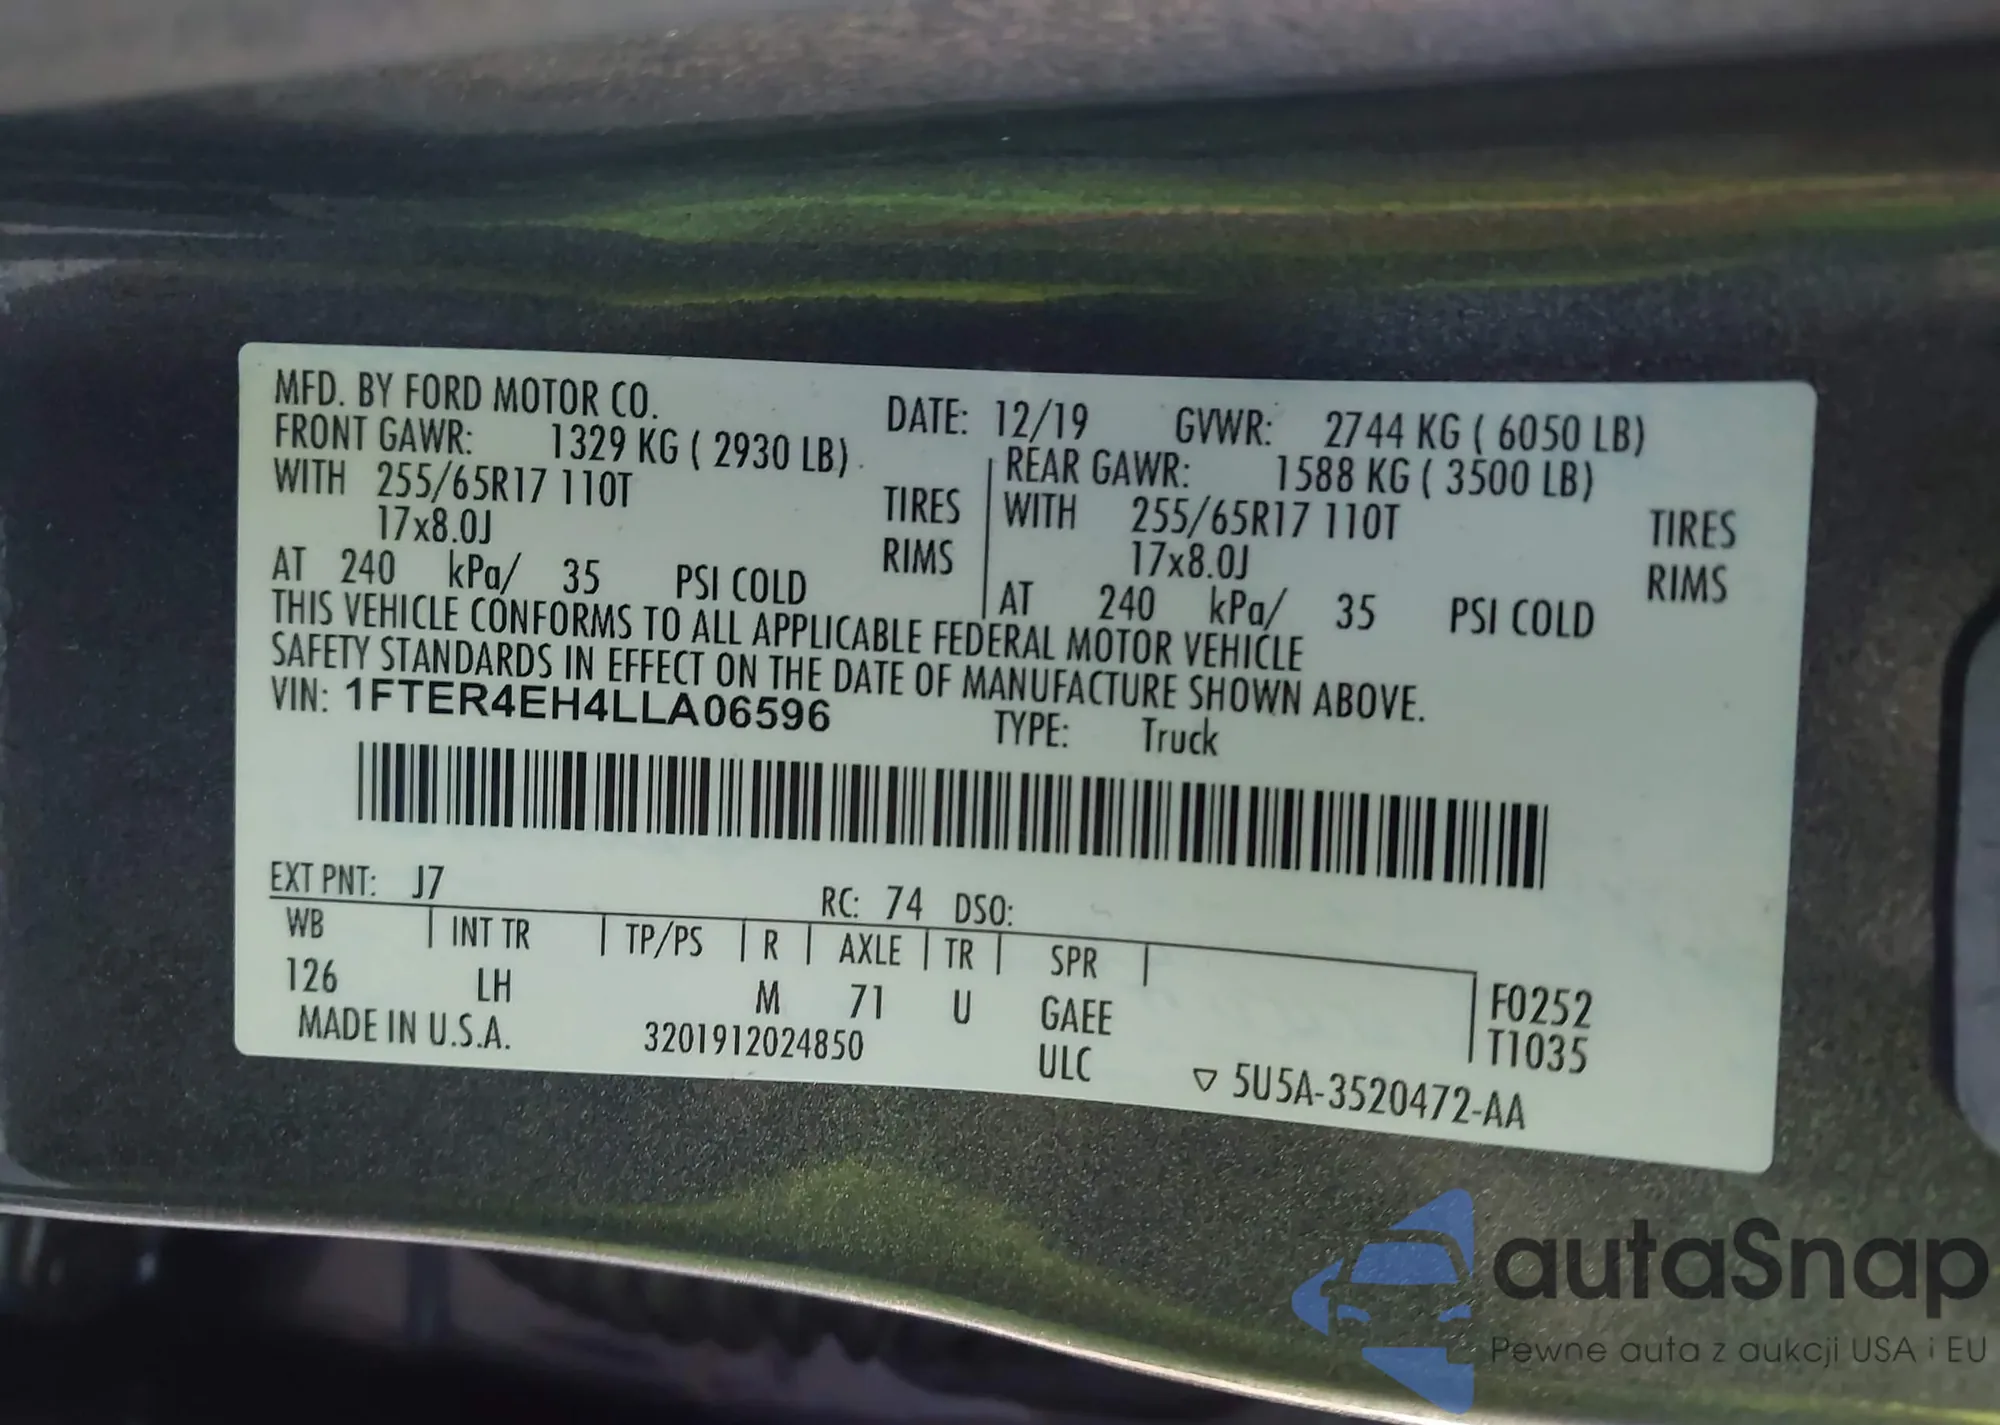 MFD. BY FORD MOTOR CO. DATE: 12/19 GVWR: 2744 KG ( 6050 LB)
FRONT GAWR: 1329 KG ( 2930 LB) REAR GAWR: 1588 KG ( 3500 LB)
WITH 255/65R17 110T TIRES WITH 255/65R17 110T TIRES
17x8.0J RIMS 17x8.0J RIMS
AT 240 kPa/ 35 PSI COLD AT 240 kPa/ 35 PSI COLD
THIS VEHICLE CONFORMS TO ALL APPLICABLE FEDERAL MOTOR VEHICLE
SAFETY STANDARDS IN EFFECT ON THE DATE OF MANUFACTURE SHOWN ABOVE.
VIN: 1FTER4EH4LLA06596 TYPE: Truck
EXT PNT: J7 RC: 74 DSO:
WB INT TR TP/PS R AXLE TR SPR
126 LH M 71 U GAEE F0252
MADE IN U.S.A. 3201912024850 ULC T1035
▽ 5U5A-3520472-AA
autaSnap
Pewne auta z aukcji USA i EU